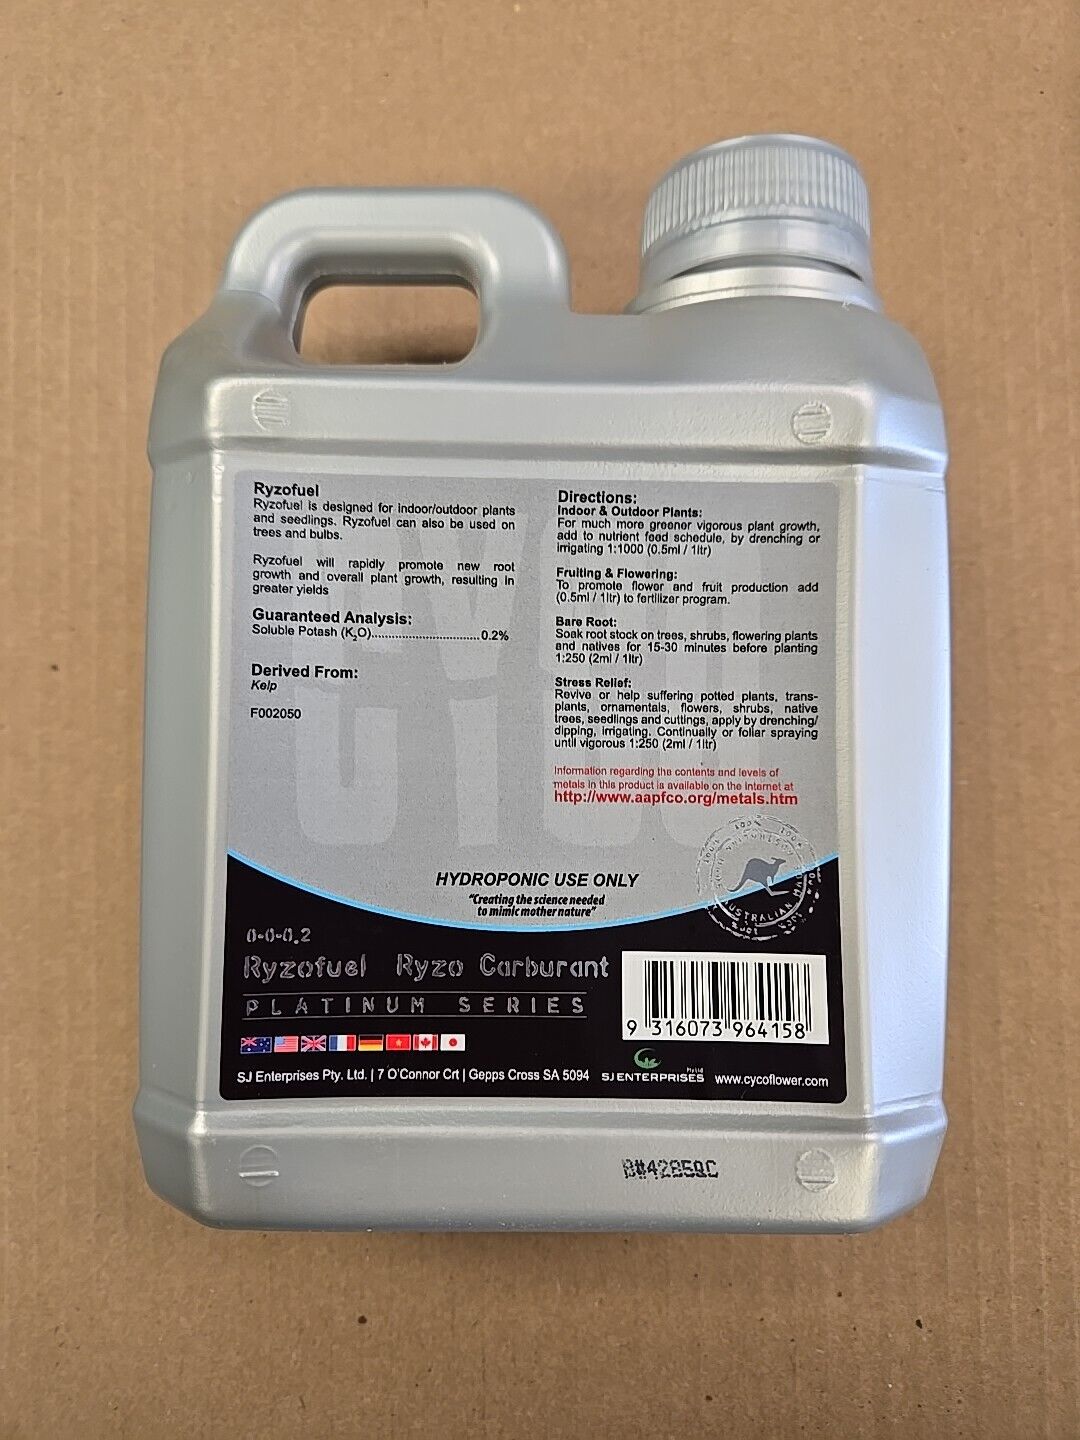 Ryzofuel
Ryzofuel is designed for indoor/outdoor plants
and seedlings. Ryzofuel can also be used on
trees and bulbs.
Ryzofuel will rapidly promote new root
growth and overall plant growth, resulting in
greater yields
Guaranteed Analysis:
Soluble Potash (K₂O)..............................0.2%
Derived From:
Kelp
F002050
Directions:
Indoor & Outdoor Plants:
For much more greener vigorous plant growth,
add to nutrient feed schedule, by drenching or
irrigating 1:1000 (0.5ml / 1ltr)
Fruiting & Flowering:
To promote flower and fruit production add
(0.5ml / 1ltr) to fertilizer program.
Bare Root:
Soak root stock on trees, shrubs, flowering plants
and natives for 15-30 minutes before planting
1:250 (2ml / 1ltr)
Stress Relief:
Revive or help suffering potted plants, trans-
plants, ornamentals, flowers, shrubs, native
trees, seedlings and cuttings, apply by drenching/
dipping, irrigating. Continually or foliar spraying
until vigorous 1:250 (2ml / 1ltr)
Information regarding the contents and levels of
metals in this product is available on the internet at
http://www.aapfco.org/metals.htm
HYDROPONIC USE ONLY
"Creating the science needed
to mimic mother nature"
AUSTRALIAN MADE
0-0-0.2
Ryzofuel Ryzo Carburant
PLATINUM SERIES
9 316073 964158
SJ Enterprises Pty. Ltd. | 7 O'Connor Crt | Gepps Cross SA 5094
SJ ENTERPRISES
www.cycoflower.com